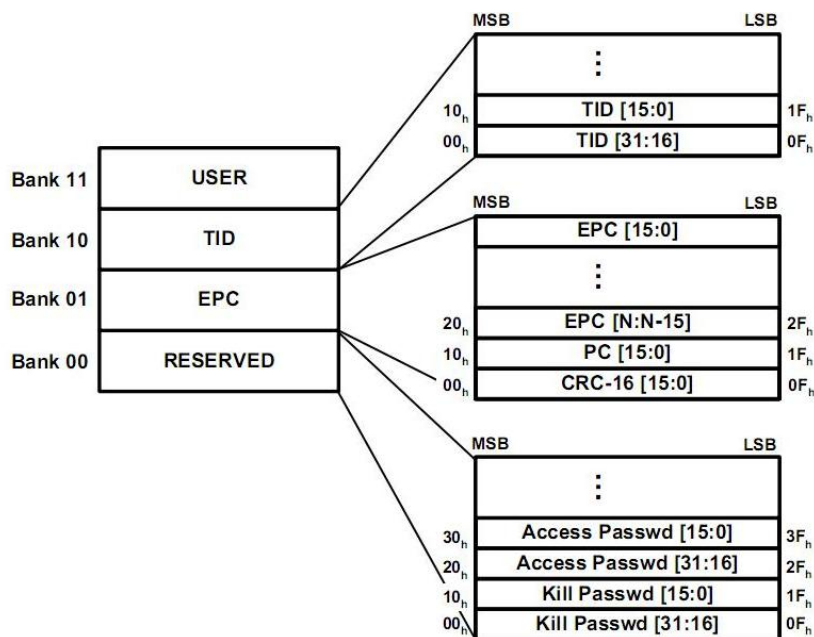 MSB LSB
⋮
10h TID [15:0] 1Fh
00h TID [31:16] 0Fh
Bank 11 USER
Bank 10 TID
Bank 01 EPC
Bank 00 RESERVED
MSB LSB
EPC [15:0]
⋮
20h EPC [N:N-15] 2Fh
10h PC [15:0] 1Fh
00h CRC-16 [15:0] 0Fh
MSB LSB
⋮
30h Access Passwd [15:0] 3Fh
20h Access Passwd [31:16] 2Fh
10h Kill Passwd [15:0] 1Fh
00h Kill Passwd [31:16] 0Fh